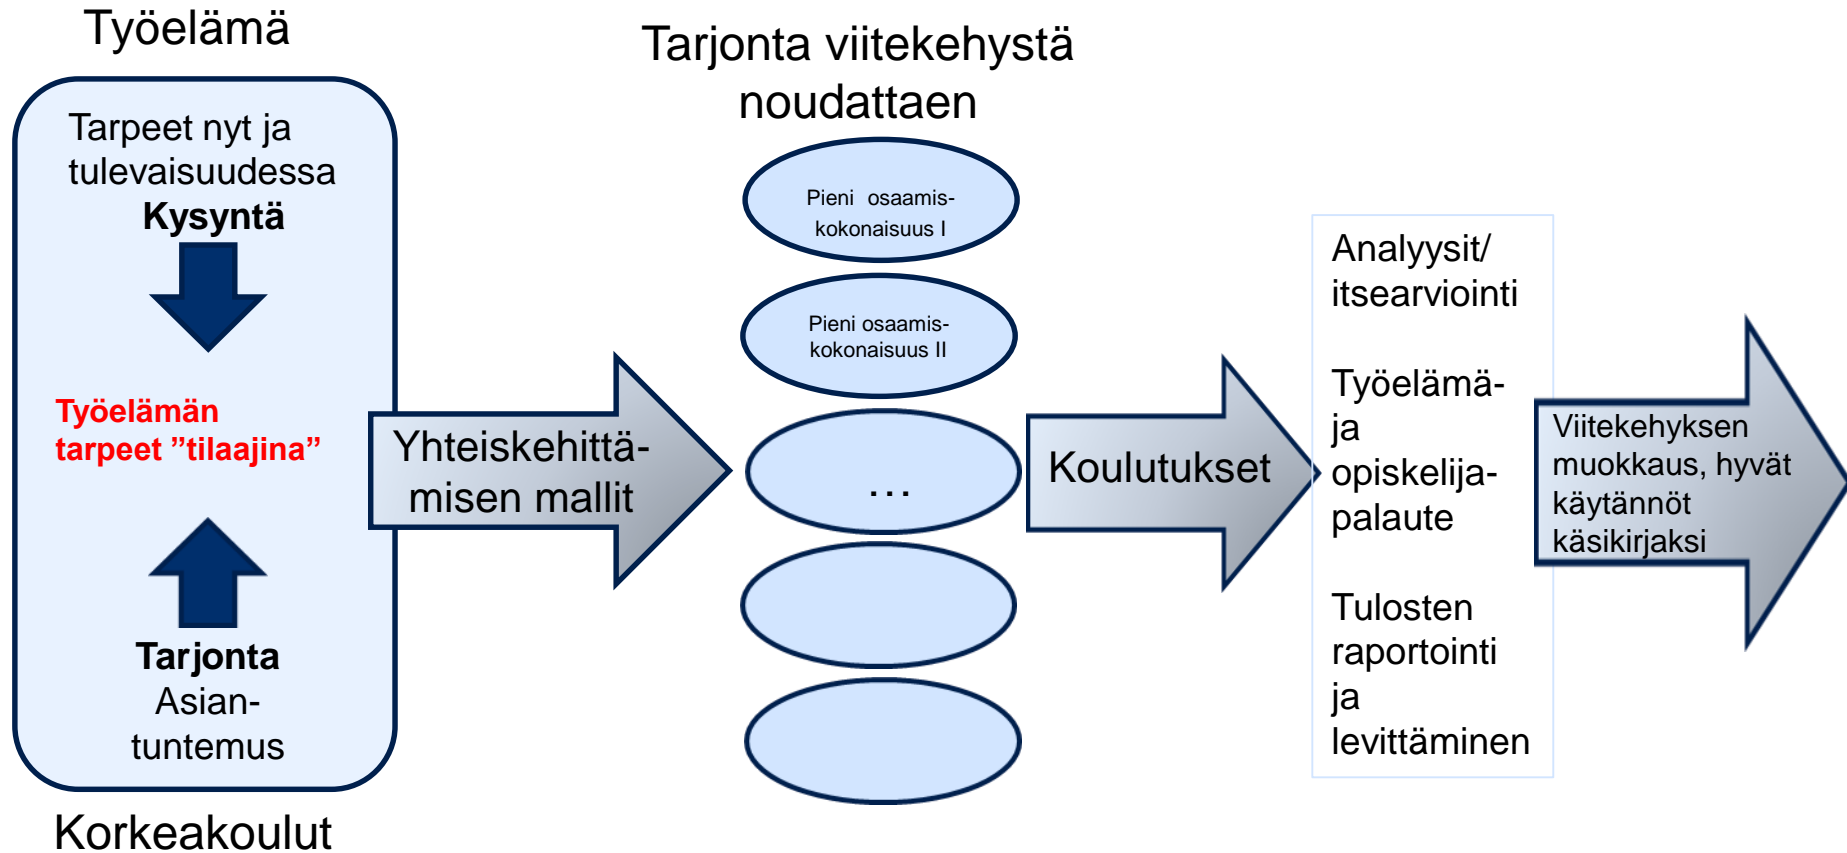 Työelämä
Tarpeet nyt ja
tulevaisuudessa
Kysyntä
Työelämän
tarpeet ”tilaajina”
Tarjonta
Asian-
tuntemus
Korkeakoulut
Yhteiskehittä-
misen mallit
Tarjonta viitekehystä
noudattaen
Pieni osaamis-
kokonaisuus I
Pieni osaamis-
kokonaisuus II
...
Koulutukset
Analyysit/
itsearviointi
Työelämä-
ja
opiskelija-
palaute
Tulosten
raportointi
ja
levittäminen
Viitekehyksen
muokkaus, hyvät
käytännöt
käsikirjaksi